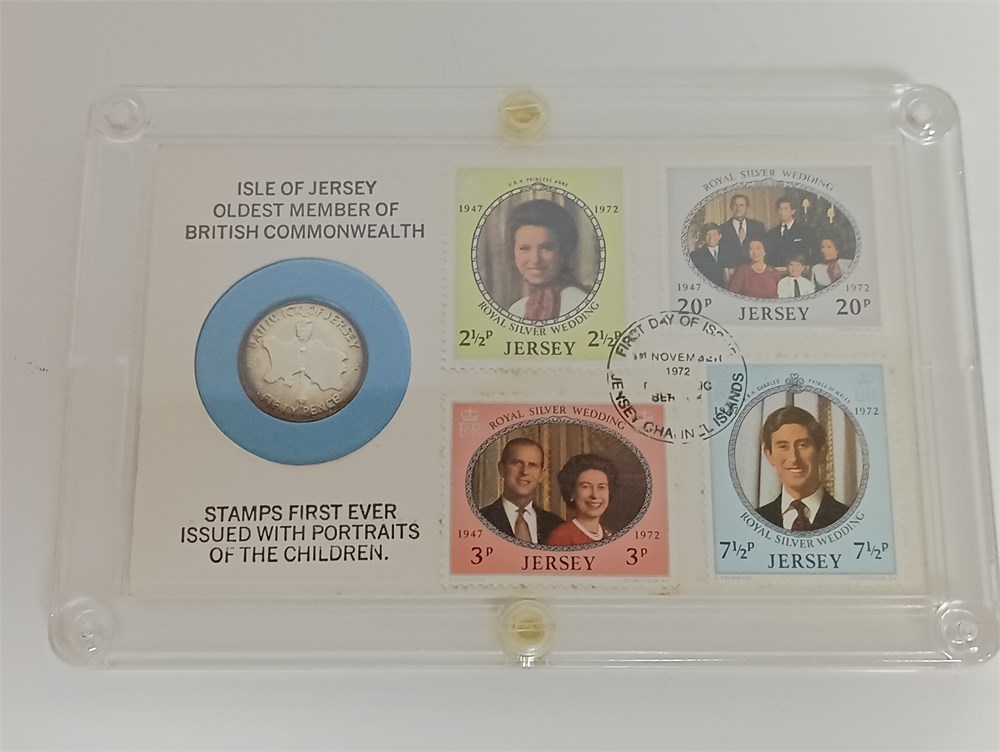 ISLE OF JERSEY
OLDEST MEMBER OF
BRITISH COMMONWEALTH
OF JERSEY
PENCE
STAMPS FIRST EVER
ISSUED WITH PORTRAITS
OF THE CHILDREN.
H.R.H. PRINCESS ANNE
1947 1972
ROYAL SILVER WEDDING
2½P 2½P
JERSEY
ROYAL SILVER WEDDING
1947 1972
20P 20P
JERSEY
FIRST DAY OF
1ST NOVEMBER
1972
JERSEY CHANNEL ISLANDS
ROYAL SILVER WEDDING
1947 1972
3P 3P
JERSEY
CHARLES PRINCE OF WALES
1972
ROYAL SILVER WEDDING
7½P 7½P
JERSEY